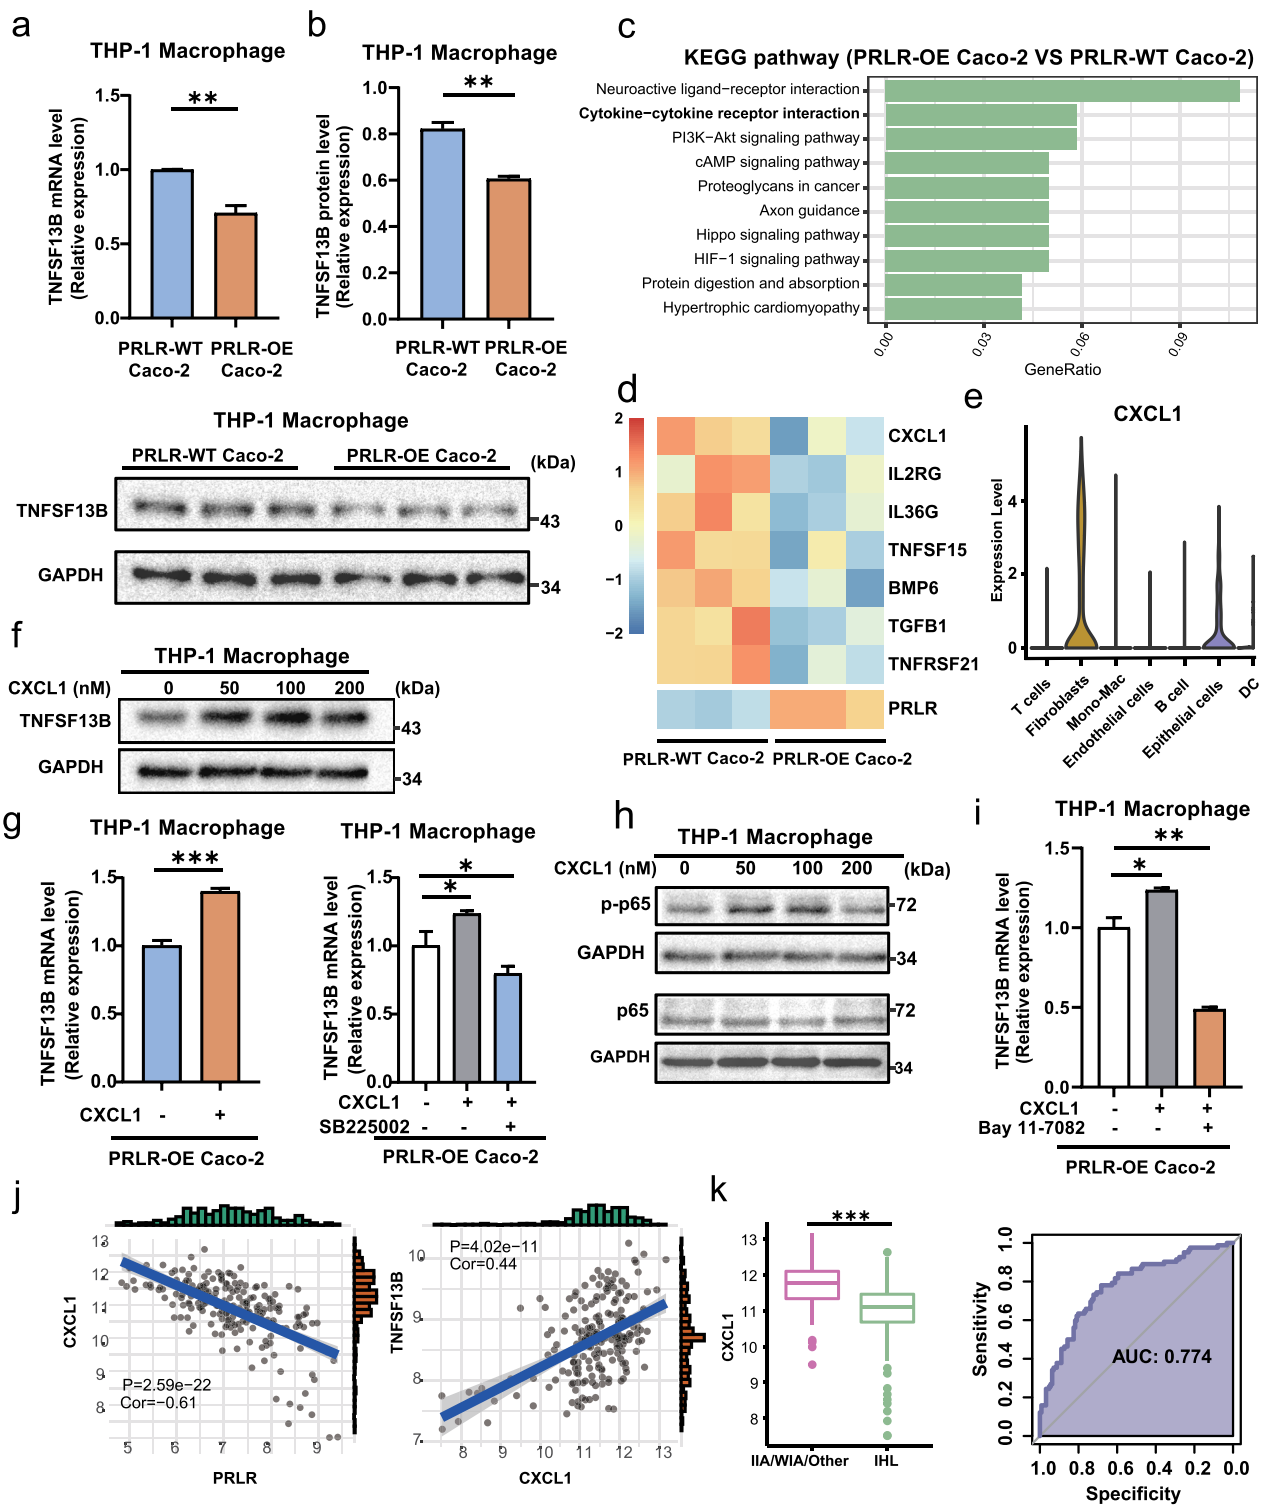 a
THP-1 Macrophage
**
TNFSF13B mRNA level
(Relative expression)
1.5
1.0
0.5
0.0
PRLR-WT PRLR-OE
Caco-2 Caco-2
b
THP-1 Macrophage
**
TNFSF13B protein level
(Relative expression)
1.0
0.8
0.6
0.4
0.2
0.0
PRLR-WT PRLR-OE
Caco-2 Caco-2
THP-1 Macrophage
PRLR-WT Caco-2 PRLR-OE Caco-2 (kDa)
TNFSF13B 43
GAPDH 34
c
KEGG pathway (PRLR-OE Caco-2 VS PRLR-WT Caco-2)
Neuroactive ligand−receptor interaction
Cytokine−cytokine receptor interaction
PI3K−Akt signaling pathway
cAMP signaling pathway
Proteoglycans in cancer
Axon guidance
Hippo signaling pathway
HIF−1 signaling pathway
Protein digestion and absorption
Hypertrophic cardiomyopathy
0.00 0.03 0.06 0.09
GeneRatio
d
2
1
0
−1
−2
CXCL1
IL2RG
IL36G
TNFSF15
BMP6
TGFB1
TNFRSF21
PRLR
PRLR-WT Caco-2 PRLR-OE Caco-2
e
CXCL1
Expression Level
4
2
0
T cells
Fibroblasts
Mono-Mac
Endothelial cells
B cell
Epithelial cells
DC
f
THP-1 Macrophage
CXCL1 (nM) 0 50 100 200 (kDa)
TNFSF13B 43
GAPDH 34
g
THP-1 Macrophage
***
TNFSF13B mRNA level
(Relative expression)
1.5
1.0
0.5
0.0
CXCL1 - +
PRLR-OE Caco-2
THP-1 Macrophage
*
*
TNFSF13B mRNA level
(Relative expression)
1.5
1.0
0.5
0.0
CXCL1 - + +
SB225002 - - +
PRLR-OE Caco-2
h
THP-1 Macrophage
CXCL1 (nM) 0 50 100 200 (kDa)
p-p65 72
GAPDH 34
p65 72
GAPDH 34
i
THP-1 Macrophage
**
*
TNFSF13B mRNA level
(Relative expression)
1.5
1.0
0.5
0.0
CXCL1 - + +
Bay 11-7082 - - +
PRLR-OE Caco-2
j
CXCL1
13
12
11
10
9
8
P=2.59e−22
Cor=−0.61
5 6 7 8 9
PRLR
TNFSF13B
10
9
8
7
P=4.02e−11
Cor=0.44
8 9 10 11 12 13
CXCL1
k
***
CXCL1
13
12
11
10
9
8
IIA/WIA/Other IHL
Sensitivity
1.0
0.8
0.6
0.4
0.2
0.0
AUC: 0.774
1.0 0.8 0.6 0.4 0.2 0.0
Specificity